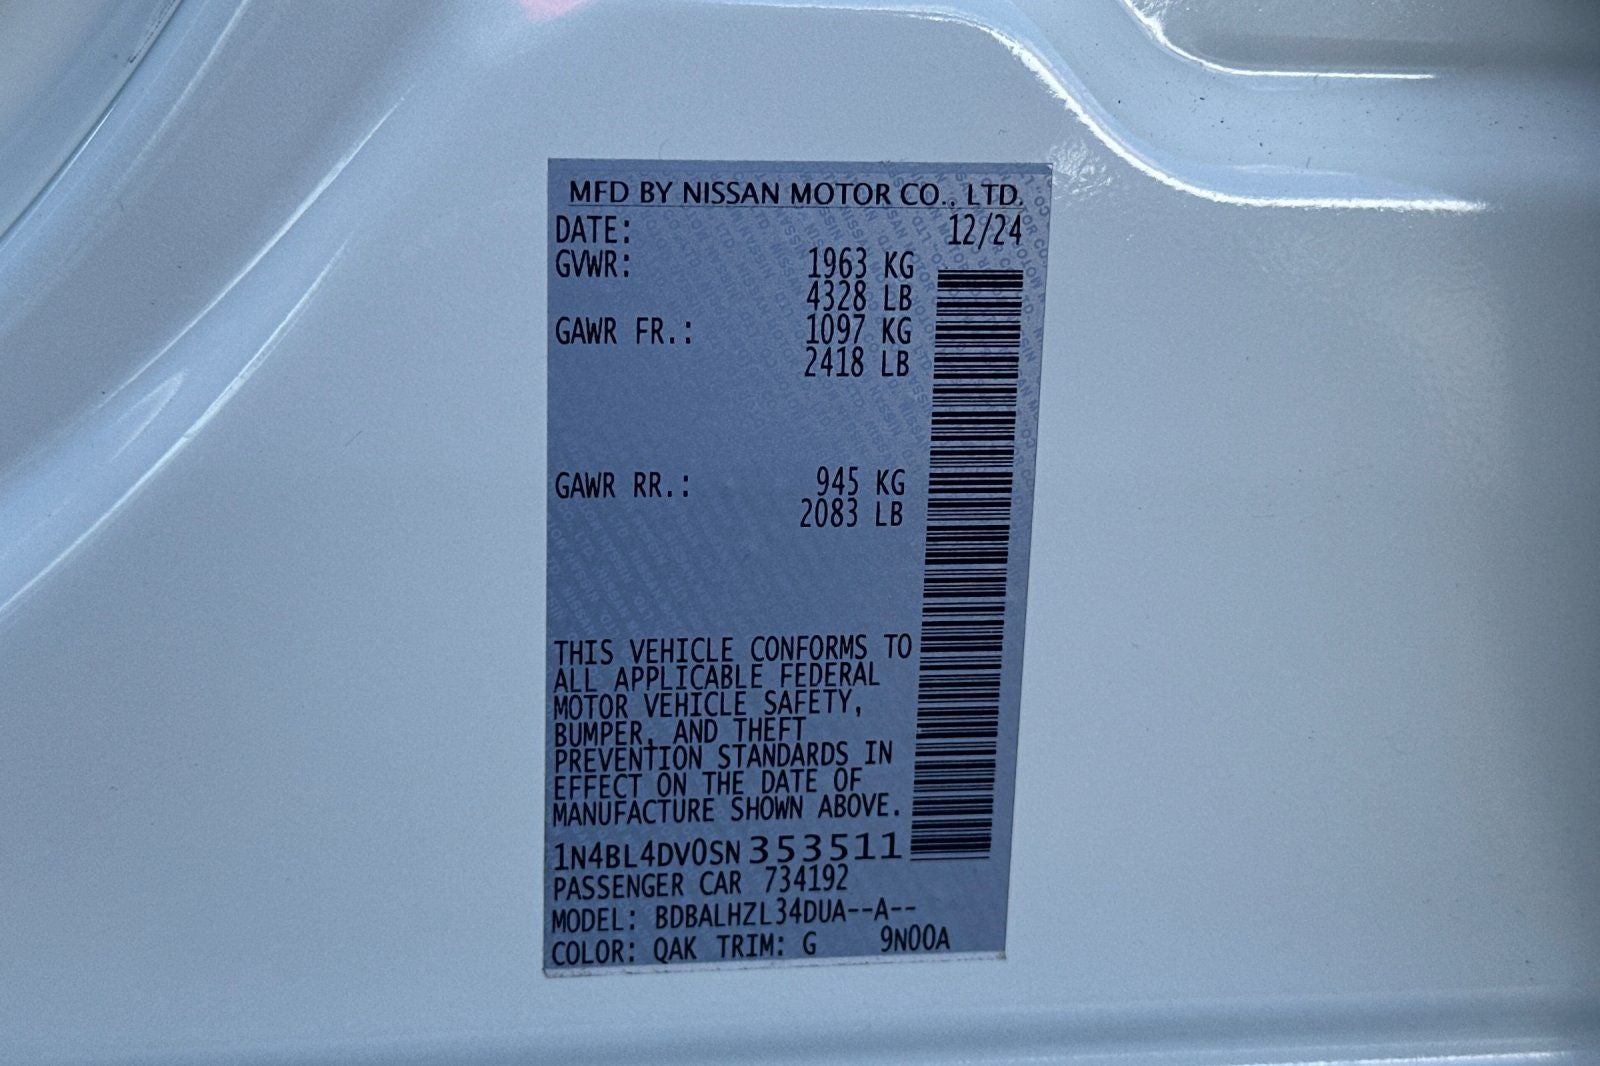 MFD BY NISSAN MOTOR CO., LTD.
DATE: 12/24
GVWR: 1963 KG
4328 LB
GAWR FR.: 1097 KG
2418 LB
GAWR RR.: 945 KG
2083 LB
THIS VEHICLE CONFORMS TO
ALL APPLICABLE FEDERAL
MOTOR VEHICLE SAFETY,
BUMPER, AND THEFT
PREVENTION STANDARDS IN
EFFECT ON THE DATE OF
MANUFACTURE SHOWN ABOVE.
1N4BL4DV0SN353511
PASSENGER CAR 734192
MODEL: BDBALHZL34DUA--A--
COLOR: QAK TRIM: G 9N00A